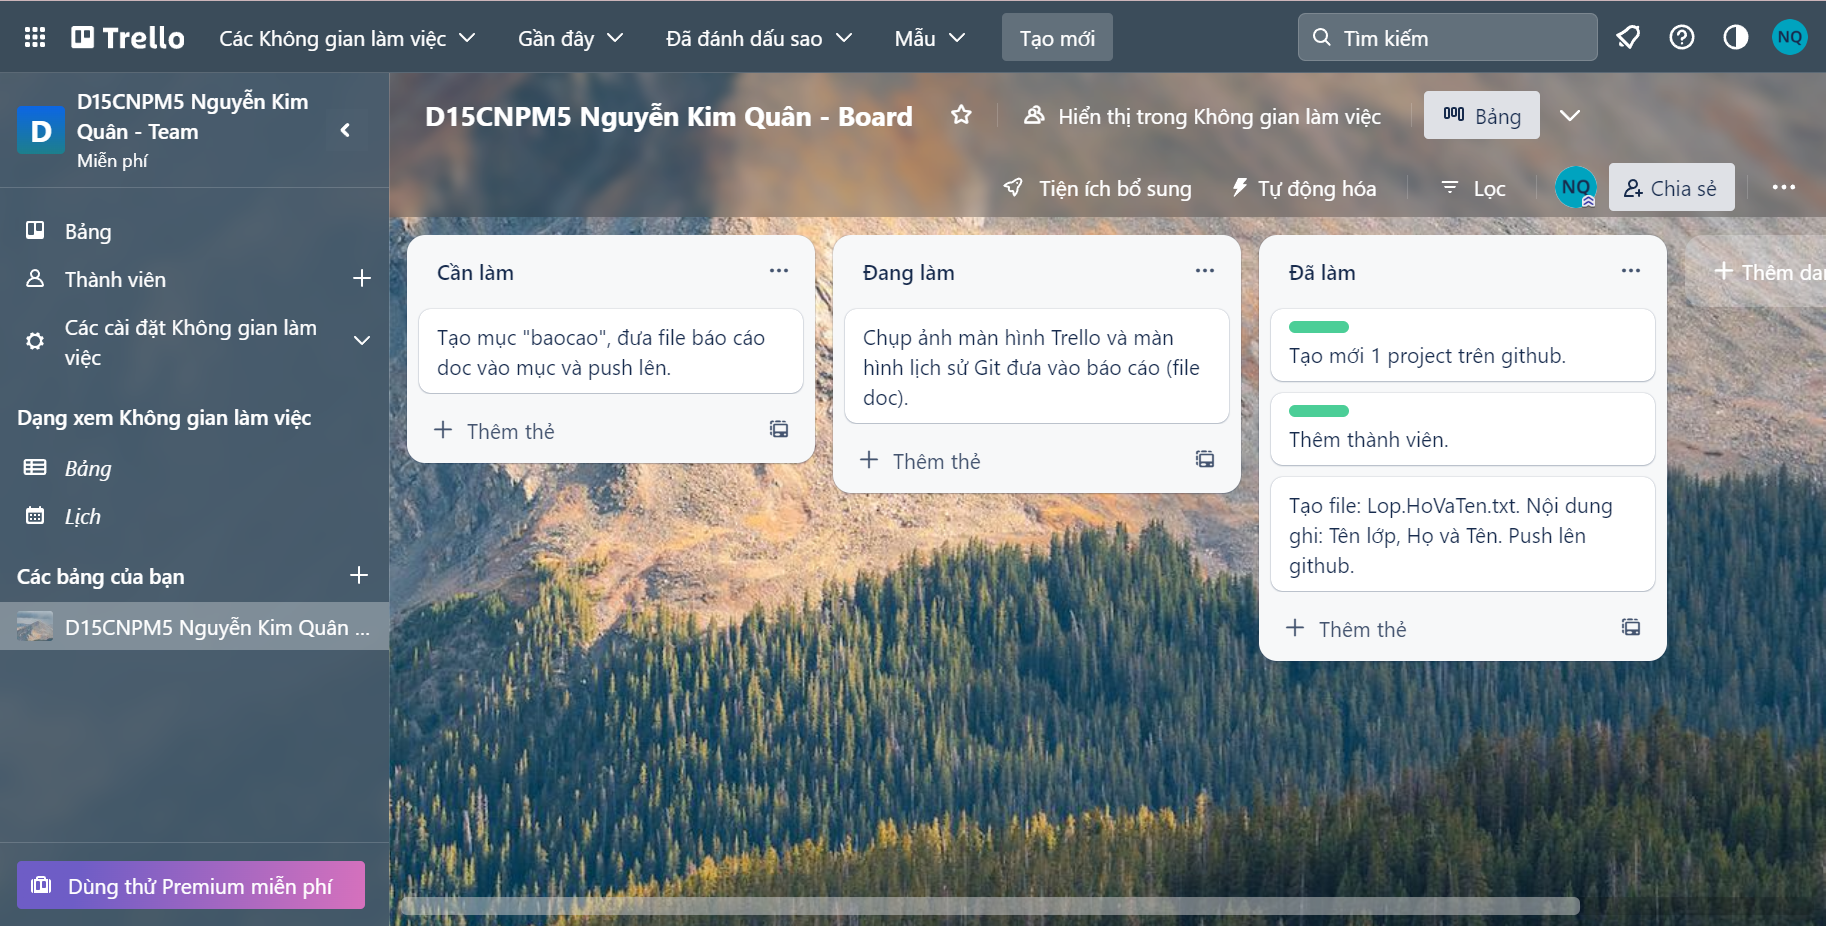 Trello
Các Không gian làm việc
Gần đây
Đã đánh dấu sao
Mẫu
Tạo mới
Tìm kiếm
NQ
D
D15CNPM5 Nguyễn Kim
Quân - Team
Miễn phí
Bảng
Thành viên
Các cài đặt Không gian làm
việc
Dạng xem Không gian làm việc
Bảng
Lịch
Các bảng của bạn
D15CNPM5 Nguyễn Kim Quân ...
Dùng thử Premium miễn phí
D15CNPM5 Nguyễn Kim Quân - Board
Hiển thị trong Không gian làm việc
Bảng
Tiện ích bổ sung
Tự động hóa
Lọc
NQ
Chia sẻ
Cần làm
Tạo mục "baocao", đưa file báo cáo
doc vào mục và push lên.
Thêm thẻ
Đang làm
Chụp ảnh màn hình Trello và màn
hình lịch sử Git đưa vào báo cáo (file
doc).
Thêm thẻ
Đã làm
Tạo mới 1 project trên github.
Thêm thành viên.
Tạo file: Lop.HoVaTen.txt. Nội dung
ghi: Tên lớp, Họ và Tên. Push lên
github.
Thêm thẻ
Thêm dan